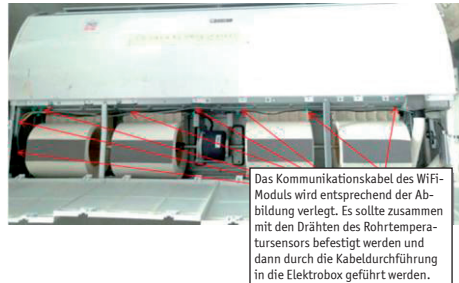 Das Kommunikationskabel des WiFi-
Moduls wird entsprechend der Ab-
bildung verlegt. Es sollte zusammen
mit den Drähten des Rohrtempera-
tursensors befestigt werden und
dann durch die Kabeldurchführung
in die Elektrobox geführt werden.